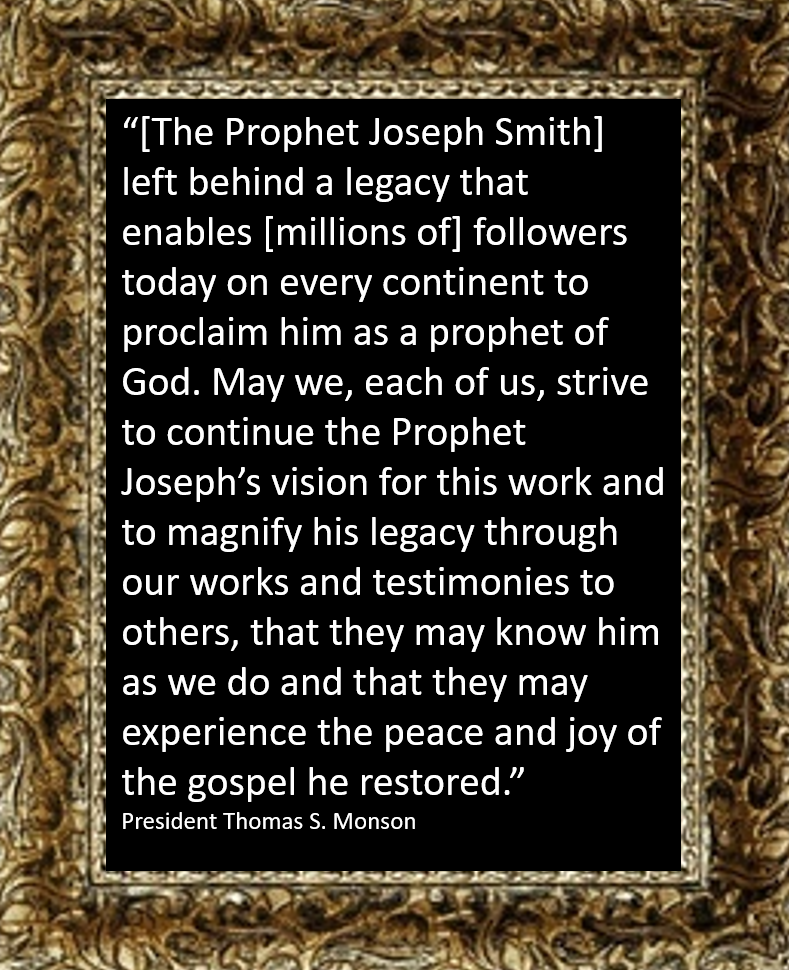 “[The Prophet Joseph Smith]
left behind a legacy that
enables [millions of] followers
today on every continent to
proclaim him as a prophet of
God. May we, each of us, strive
to continue the Prophet
Joseph’s vision for this work and
to magnify his legacy through
our works and testimonies to
others, that they may know him
as we do and that they may
experience the peace and joy of
the gospel he restored.”
President Thomas S. Monson